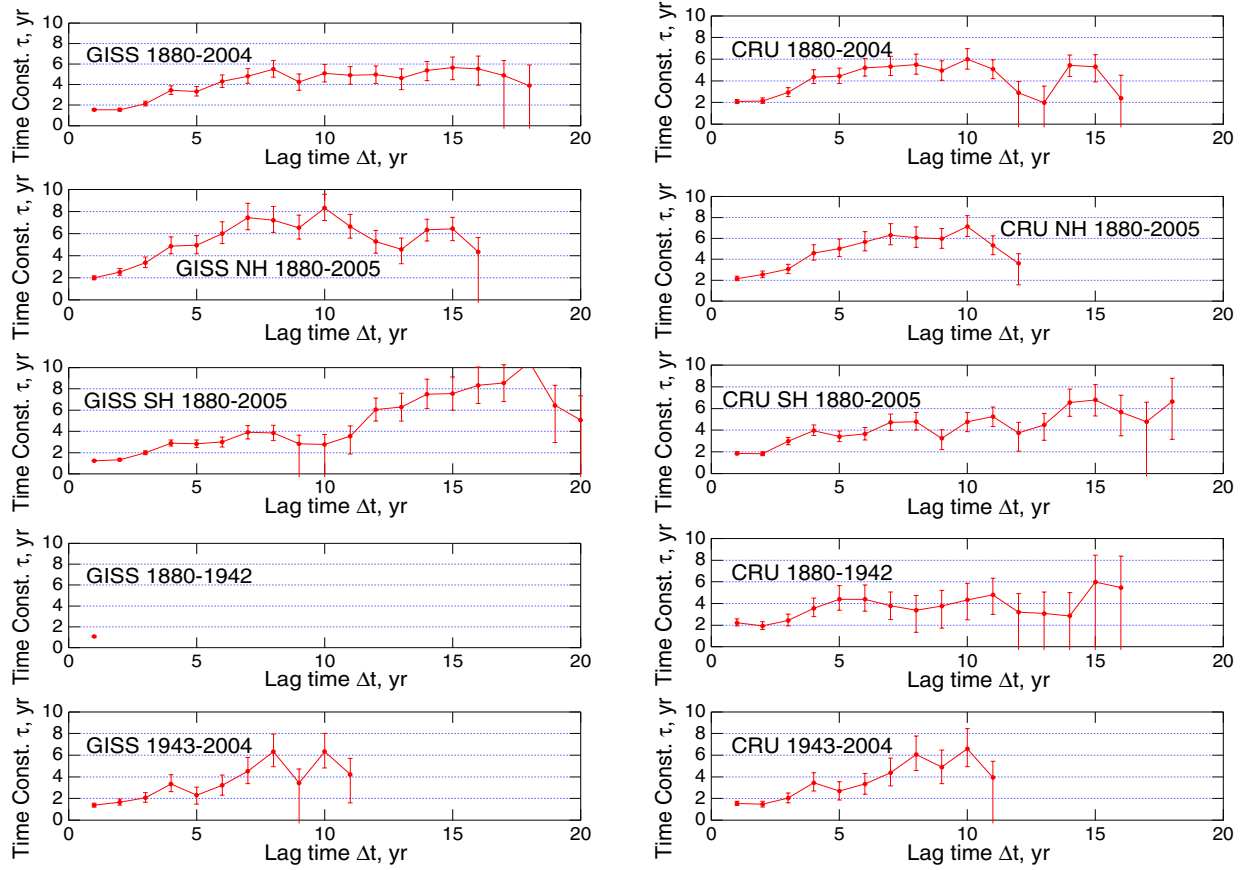 Time Const. τ, yr
10
8
6
4
2
0
GISS 1880-2004
0 5 10 15 20
Lag time Δt, yr
Time Const. τ, yr
10
8
6
4
2
0
CRU 1880-2004
0 5 10 15 20
Lag time Δt, yr
Time Const. τ, yr
10
8
6
4
2
0
GISS NH 1880-2005
0 5 10 15 20
Lag time Δt, yr
Time Const. τ, yr
10
8
6
4
2
0
CRU NH 1880-2005
0 5 10 15 20
Lag time Δt, yr
Time Const. τ, yr
10
8
6
4
2
0
GISS SH 1880-2005
0 5 10 15 20
Lag time Δt, yr
Time Const. τ, yr
10
8
6
4
2
0
CRU SH 1880-2005
0 5 10 15 20
Lag time Δt, yr
Time Const. τ, yr
10
8
6
4
2
0
GISS 1880-1942
0 5 10 15 20
Lag time Δt, yr
Time Const. τ, yr
10
8
6
4
2
0
CRU 1880-1942
0 5 10 15 20
Lag time Δt, yr
Time Const. τ, yr
10
8
6
4
2
0
GISS 1943-2004
0 5 10 15 20
Lag time Δt, yr
Time Const. τ, yr
10
8
6
4
2
0
CRU 1943-2004
0 5 10 15 20
Lag time Δt, yr